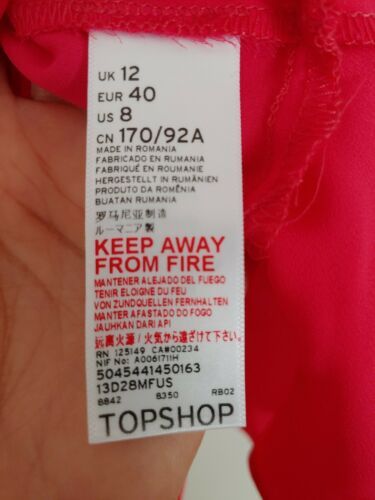 UK 12
EUR 40
US 8
CN 170/92A
MADE IN ROMANIA
FABRICADO EN RUMANIA
FABRIQUE EN ROUMANIE
HERGESTELLT IN RUMÄNIEN
PRODUTO DA ROMÊNIA
BUATAN RUMANIA
罗马尼亚制造
ルーマニア製
KEEP AWAY
FROM FIRE
MANTENER ALEJADO DEL FUEGO
TENIR ELOIGNE DU FEU
VON ZUNDQUELLEN FERNHALTEN
MANTER AFASTADO DO FOGO
JAUHKAN DARI API
远离火源/火気から遠ざけて下さい。
RN 125149 CA#00234
NIF No: A0061711H
5045441450163
13D28MFUS
8842 8350 RB02
TOPSHOP